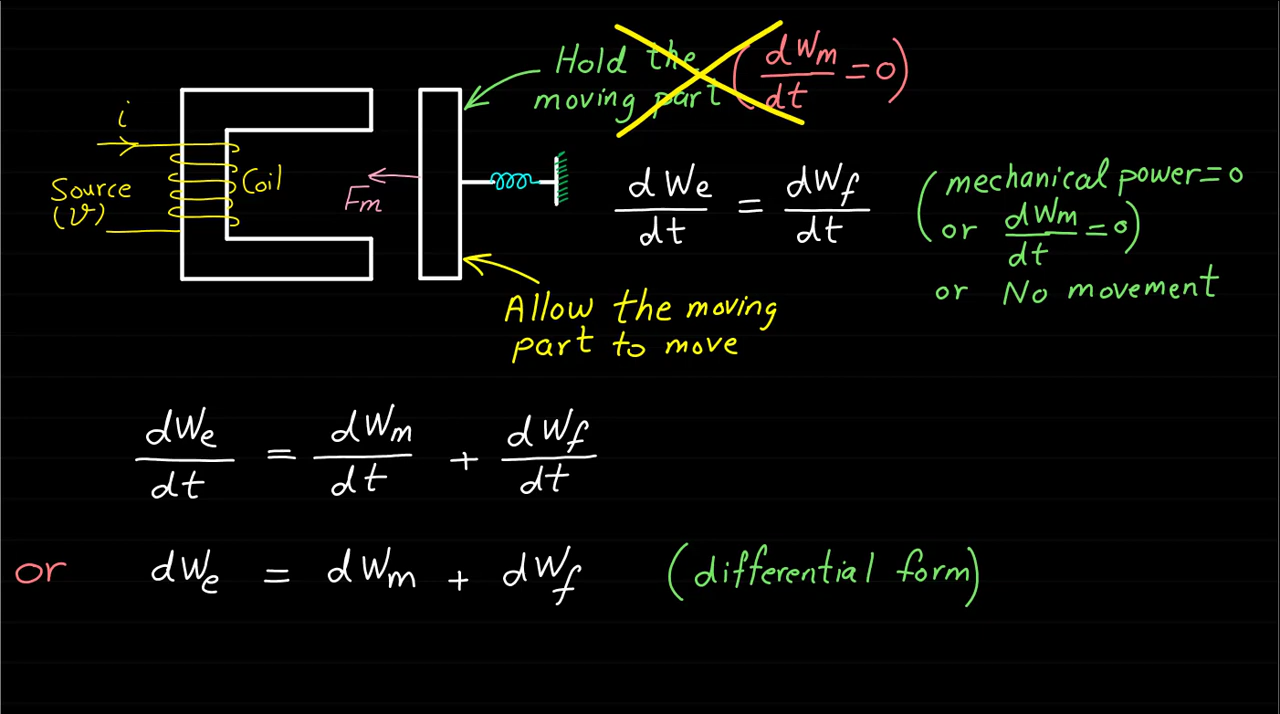 Hold the (dWm/dt = 0)
moving part
i
Source
(v)
Coil
Fm
dWe/dt = dWf/dt (mechanical power = 0
or dWm/dt = 0)
or No movement
Allow the moving
part to move
dWe/dt = dWm/dt + dWf/dt
or dWe = dWm + dWf (differential form)